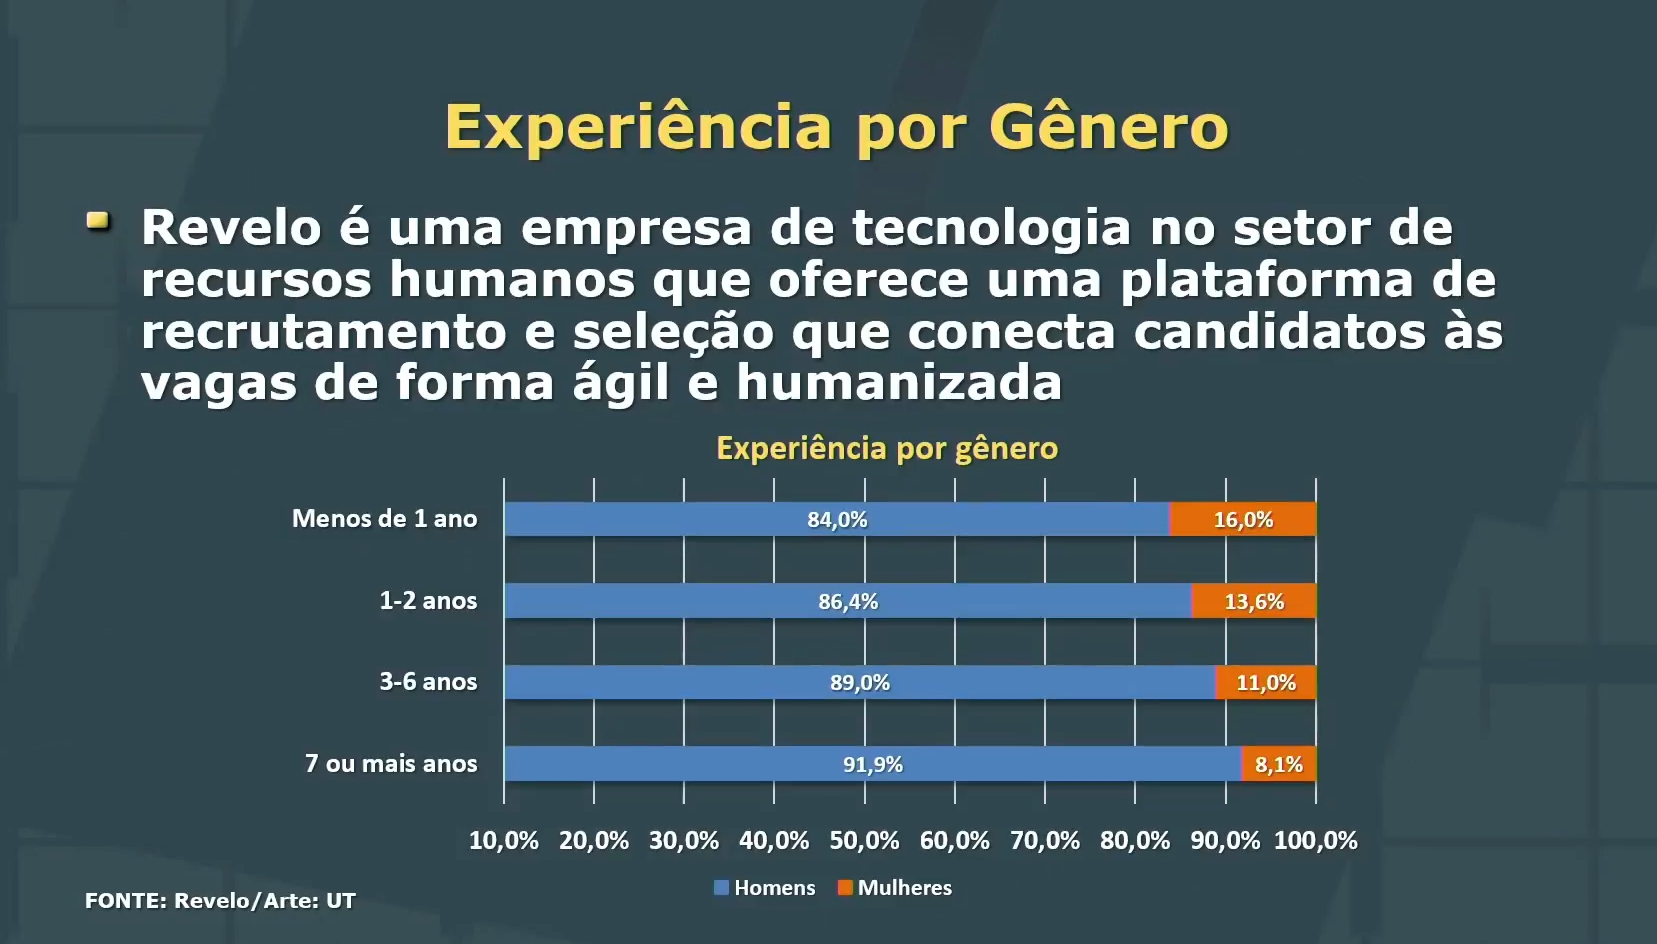 Experiência por Gênero
Revelo é uma empresa de tecnologia no setor de
recursos humanos que oferece uma plataforma de
recrutamento e seleção que conecta candidatos às
vagas de forma ágil e humanizada
Experiência por gênero
Menos de 1 ano 84,0% 16,0%
1-2 anos 86,4% 13,6%
3-6 anos 89,0% 11,0%
7 ou mais anos 91,9% 8,1%
10,0% 20,0% 30,0% 40,0% 50,0% 60,0% 70,0% 80,0% 90,0% 100,0%
Homens Mulheres
FONTE: Revelo/Arte: UT